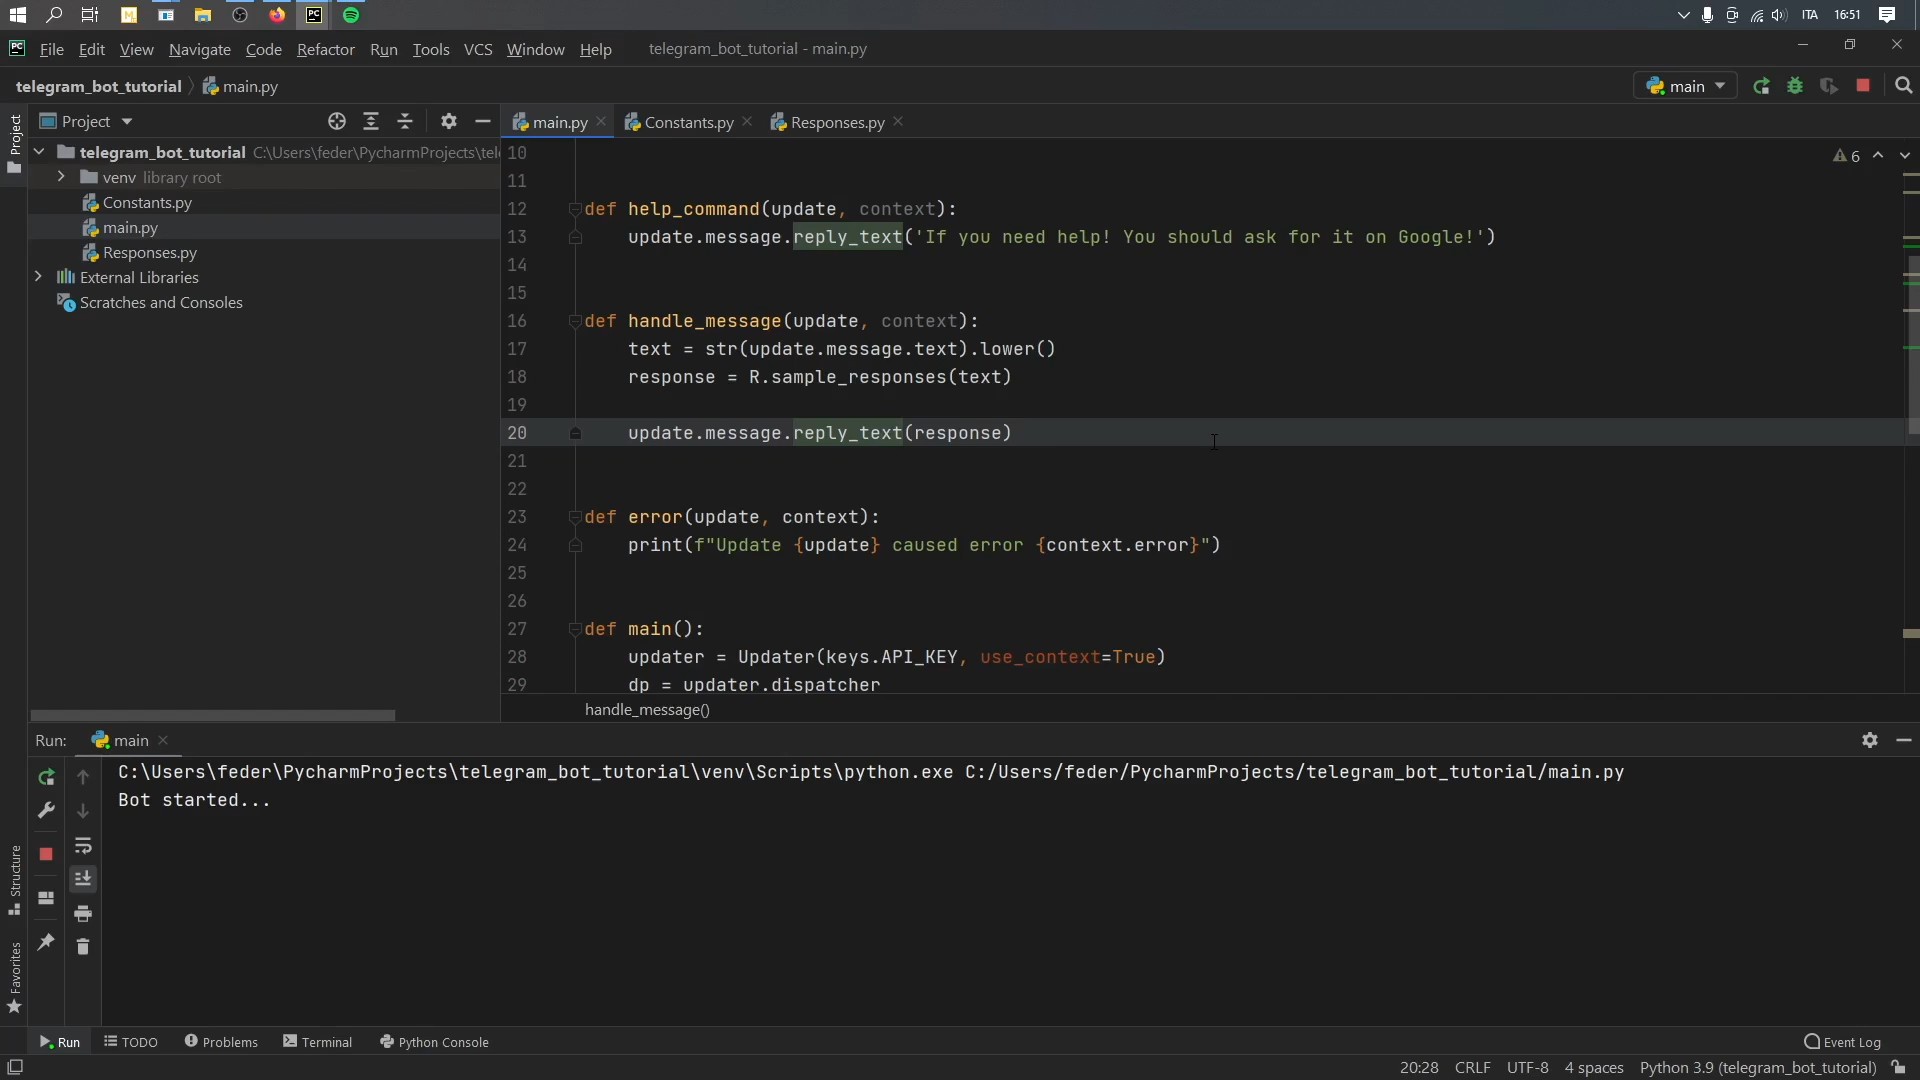 ITA 16:51
PC File Edit View Navigate Code Refactor Run Tools VCS Window Help telegram_bot_tutorial - main.py
telegram_bot_tutorial main.py main
Project
Project main.py Constants.py Responses.py
telegram_bot_tutorial C:\Users\feder\PycharmProjects\tel
venv library root
Constants.py
main.py
Responses.py
External Libraries
Scratches and Consoles
6
10
11
12 def help_command(update, context):
13 update.message.reply_text('If you need help! You should ask for it on Google!')
14
15
16 def handle_message(update, context):
17 text = str(update.message.text).lower()
18 response = R.sample_responses(text)
19
20 update.message.reply_text(response)
21
22
23 def error(update, context):
24 print(f"Update {update} caused error {context.error}")
25
26
27 def main():
28 updater = Updater(keys.API_KEY, use_context=True)
29 dp = updater.dispatcher
handle_message()
Run: main
C:\Users\feder\PycharmProjects\telegram_bot_tutorial\venv\Scripts\python.exe C:/Users/feder/PycharmProjects/telegram_bot_tutorial/main.py
Bot started...
Structure
Favorites
Run TODO Problems Terminal Python Console Event Log
20:28 CRLF UTF-8 4 spaces Python 3.9 (telegram_bot_tutorial)